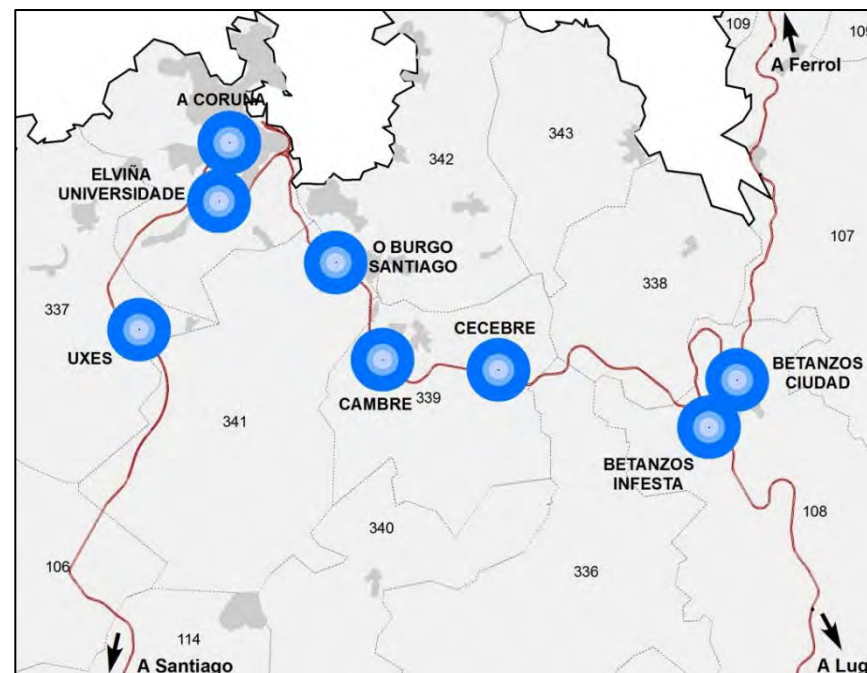 109
A Ferrol
A CORUÑA
343
342
ELVIÑA
UNIVERSIDADE
107
O BURGO
SANTIAGO
338
337
CECEBRE
UXES
BETANZOS
CIUDAD
CAMBRE
339
341
BETANZOS
INFESTA
108
340
336
106
114
A Santiago